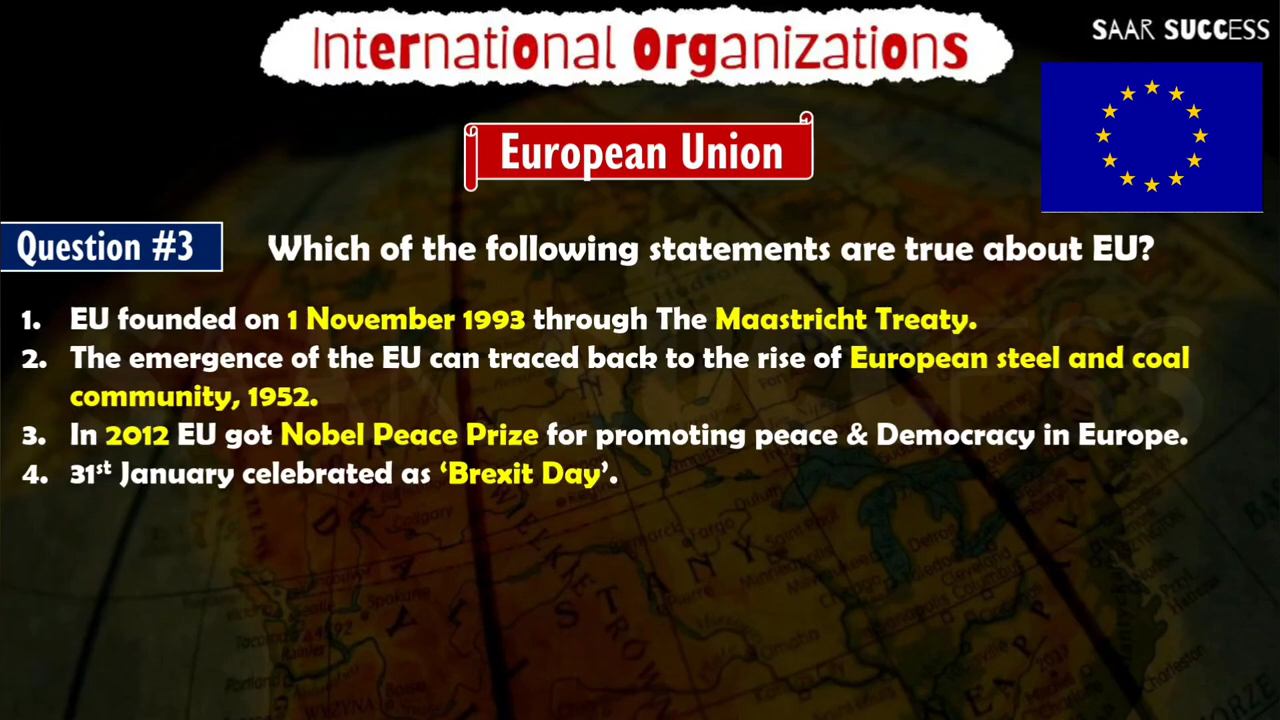 International Organizations
SAAR SUCCESS
European Union
Question #3
Which of the following statements are true about EU?
1. EU founded on 1 November 1993 through The Maastricht Treaty.
2. The emergence of the EU can traced back to the rise of European steel and coal
community, 1952.
3. In 2012 EU got Nobel Peace Prize for promoting peace & Democracy in Europe.
4. 31st January celebrated as ‘Brexit Day’.